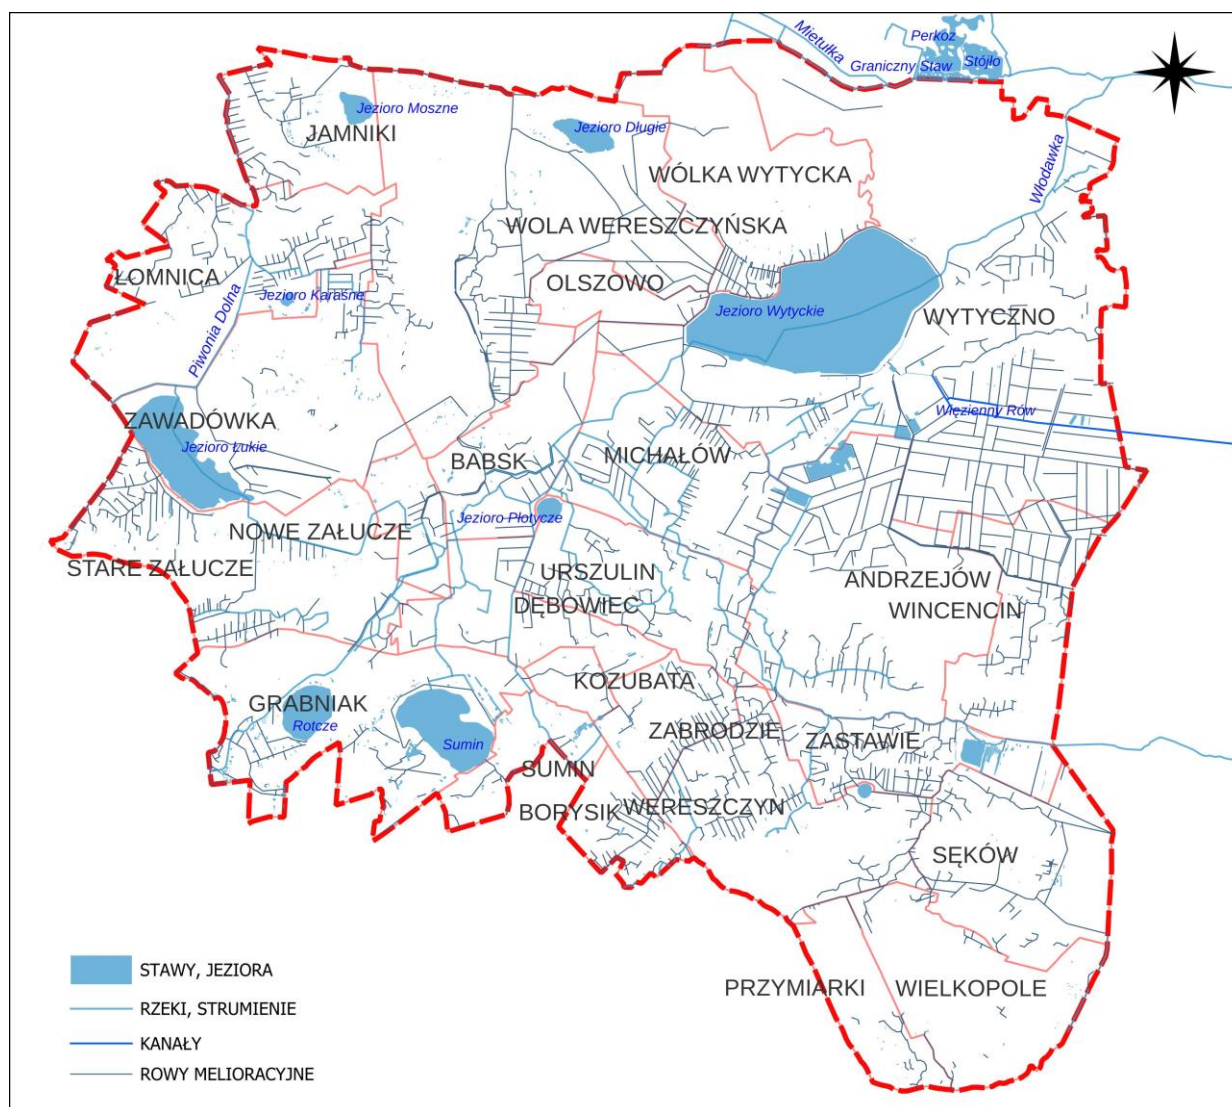 Mietułka
Perkoz
Graniczny Staw
Stójło
Jezioro Moszne
JAMNIKI
Jezioro Długie
WÓLKA WYTYCKA
Włodawka
WOLA WERESZCZYŃSKA
ŁOMNICA
OLSZOWO
Jezioro Karaśne
Jezioro Wytyckie
WYTYCZNO
Piwonia Dolna
ZAWADÓWKA
Więzienny Rów
Jezioro Łukie
BABSK
MICHAŁÓW
Jezioro Płotycze
NOWE ZAŁUCZE
STARE ZAŁUCZE
URSZULIN
ANDRZEJÓW
DĘBOWIEC
WINCENCIN
KOZUBATA
GRABNIAK
Rotcze
ZABRODZIE
ZASTAWIE
Sumin
SUMIN
BORYSIK
WERESZCZYN
SĘKÓW
PRZYMIARKI
WIELKOPOLE
STAWY, JEZIORA
RZEKI, STRUMIENIE
KANAŁY
ROWY MELIORACYJNE